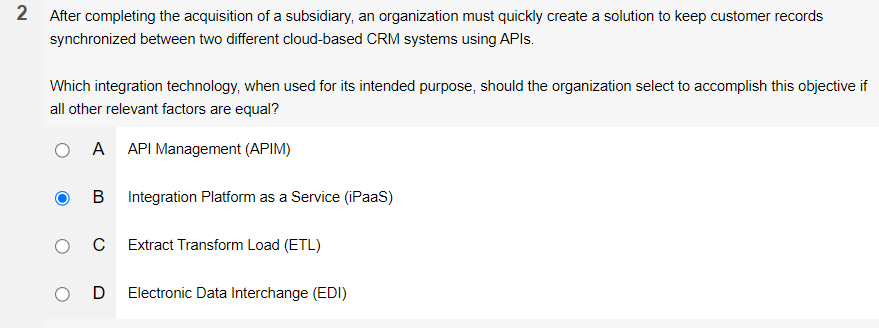 2
After completing the acquisition of a subsidiary, an organization must quickly create a solution to keep customer records
synchronized between two different cloud-based CRM systems using APIs.
Which integration technology, when used for its intended purpose, should the organization select to accomplish this objective if
all other relevant factors are equal?
A API Management (APIM)
B Integration Platform as a Service (iPaaS)
C Extract Transform Load (ETL)
D Electronic Data Interchange (EDI)